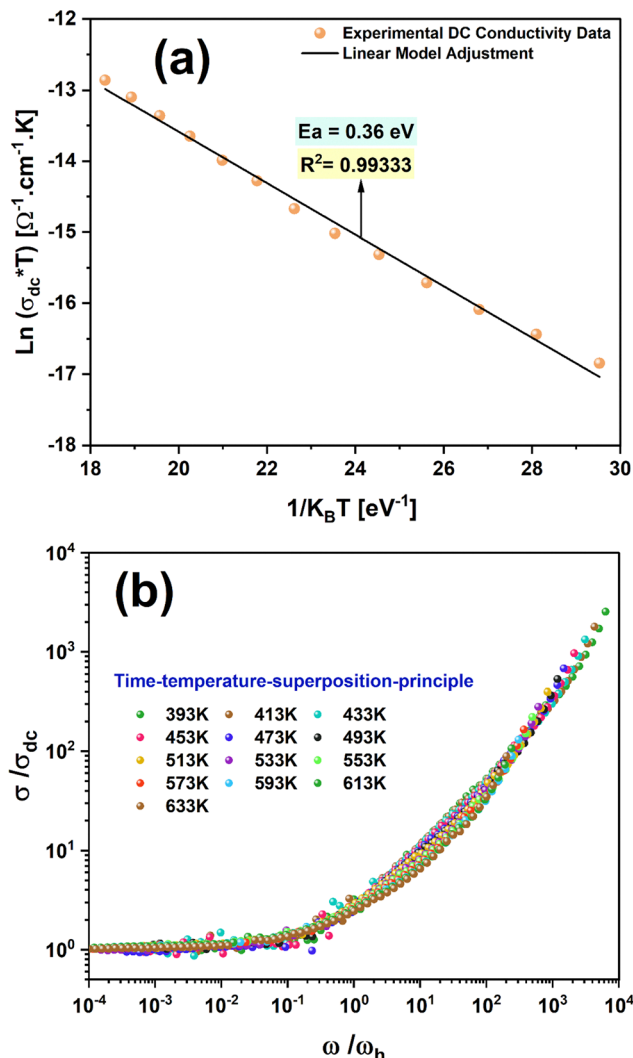 (a)
Experimental DC Conductivity Data
Linear Model Adjustment
Ea = 0.36 eV
R²= 0.99333
Ln (σdc*T) [Ω⁻¹.cm⁻¹.K)
-12
-13
-14
-15
-16
-17
-18
18 20 22 24 26 28 30
1/KBT [eV⁻¹]
(b)
Time-temperature-superposition-principle
393K 413K 433K
453K 473K 493K
513K 533K 553K
573K 593K 613K
633K
σ/σdc
10⁴
10³
10²
10¹
10⁰
10⁻⁴ 10⁻³ 10⁻² 10⁻¹ 10⁰ 10¹ 10² 10³ 10⁴
ω/ωh